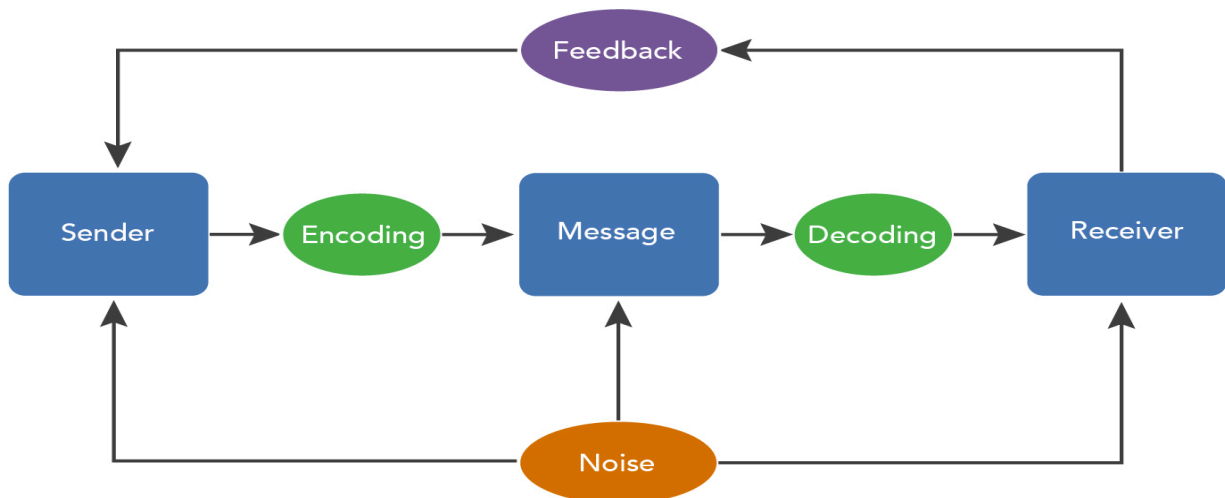 Feedback
Sender
Encoding
Message
Decoding
Receiver
Noise